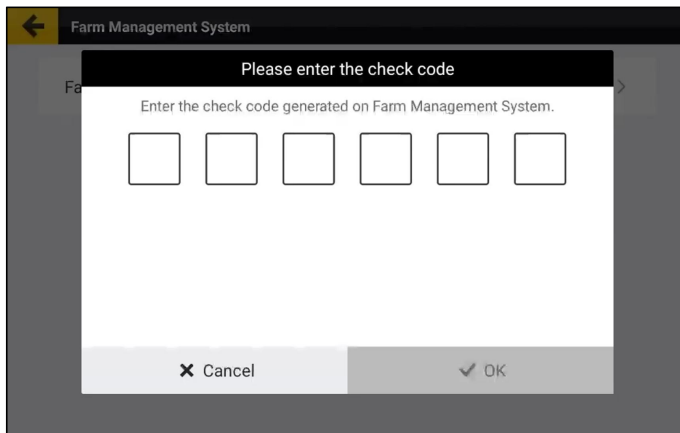 Farm Management System
Please enter the check code
Fa
Enter the check code generated on Farm Management System.
Cancel
OK